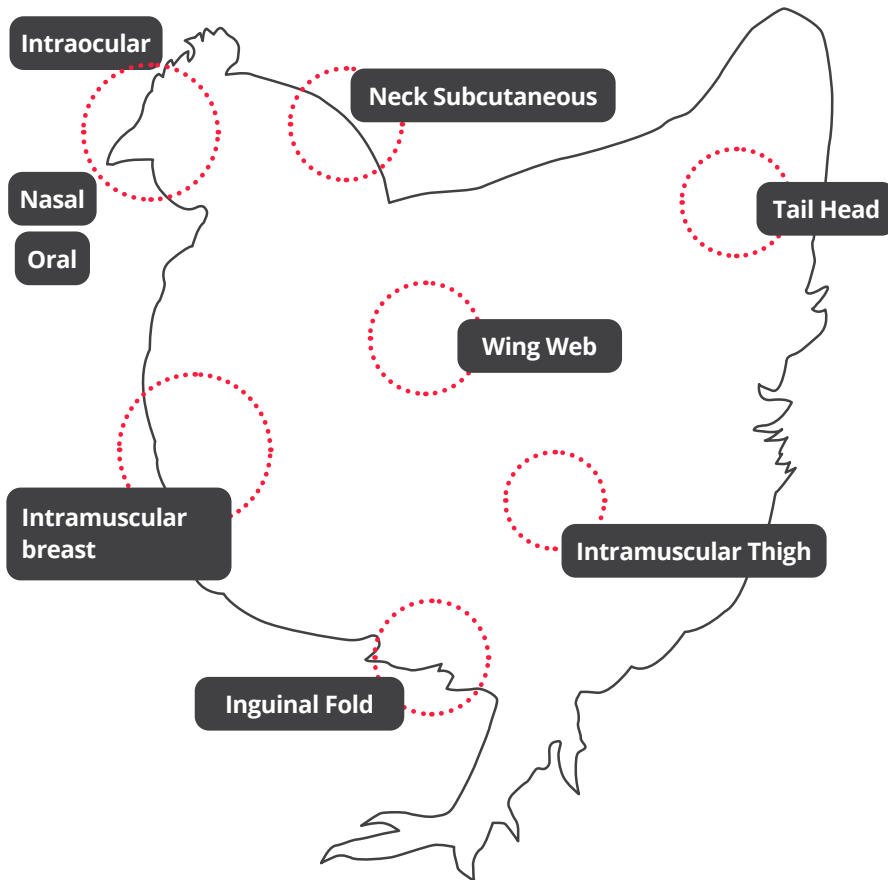 Intraocular
Neck Subcutaneous
Nasal
Tail Head
Oral
Wing Web
Intramuscular
breast
Intramuscular Thigh
Inguinal Fold